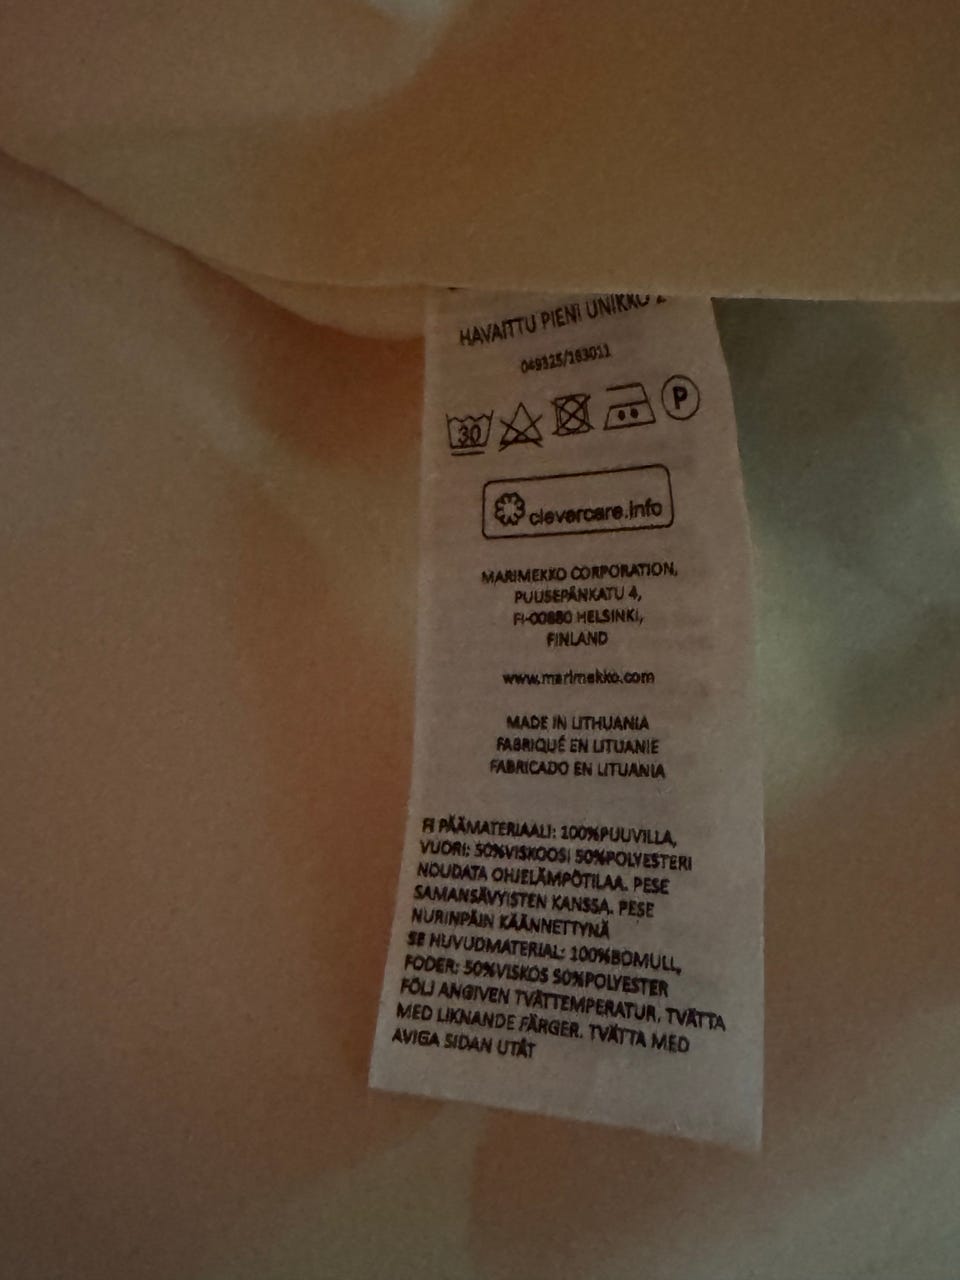 HAVAITTU PIENI UNIKKO 2
049325/183011
30
P
clevercare.info
MARIMEKKO CORPORATION,
PUUSEPÄNKATU 4,
FI-00880 HELSINKI,
FINLAND
www.marimekko.com
MADE IN LITHUANIA
FABRIQUÉ EN LITUANIE
FABRICADO EN LITUANIA
FI PÄÄMATERIAALI: 100%PUUVILLA,
VUORI: 50%VISKOOSI 50%POLYESTERI
NOUDATA OHJELÄMPÖTILAA. PESE
SAMANSÄVYISTEN KANSSA. PESE
NURINPÄIN KÄÄNNETTYNÄ
SE HUVUDMATERIAL: 100%BOMULL,
FODER: 50%VISKOS 50%POLYESTER
FÖLJ ANGIVEN TVÄTTEMPERATUR. TVÄTTA
MED LIKNANDE FÄRGER. TVÄTTA MED
AVIGA SIDAN UTÅT